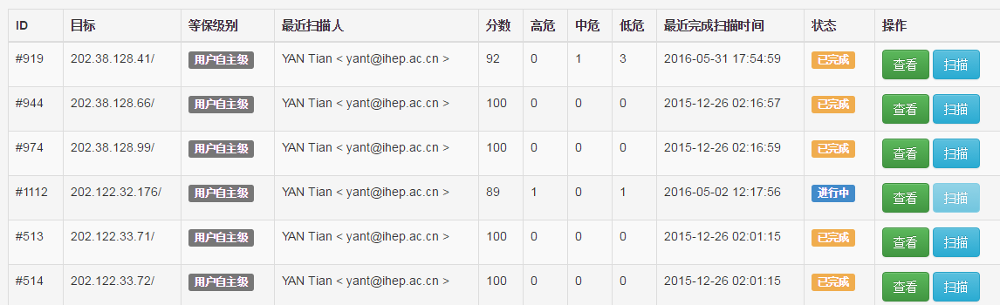 ID 目标 等保级别 最近扫描人 分数 高危 中危 低危 最近完成扫描时间 状态 操作
#919 202.38.128.41/ 用户自主级 YAN Tian < yant@ihep.ac.cn > 92 0 1 3 2016-05-31 17:54:59 已完成 查看 扫描
#944 202.38.128.66/ 用户自主级 YAN Tian < yant@ihep.ac.cn > 100 0 0 0 2015-12-26 02:16:57 已完成 查看 扫描
#974 202.38.128.99/ 用户自主级 YAN Tian < yant@ihep.ac.cn > 100 0 0 0 2015-12-26 02:16:59 已完成 查看 扫描
#1112 202.122.32.176/ 用户自主级 YAN Tian < yant@ihep.ac.cn > 89 1 0 1 2016-05-02 12:17:56 进行中 查看 扫描
#513 202.122.33.71/ 用户自主级 YAN Tian < yant@ihep.ac.cn > 100 0 0 0 2015-12-26 02:01:15 已完成 查看 扫描
#514 202.122.33.72/ 用户自主级 YAN Tian < yant@ihep.ac.cn > 100 0 0 0 2015-12-26 02:01:15 已完成 查看 扫描